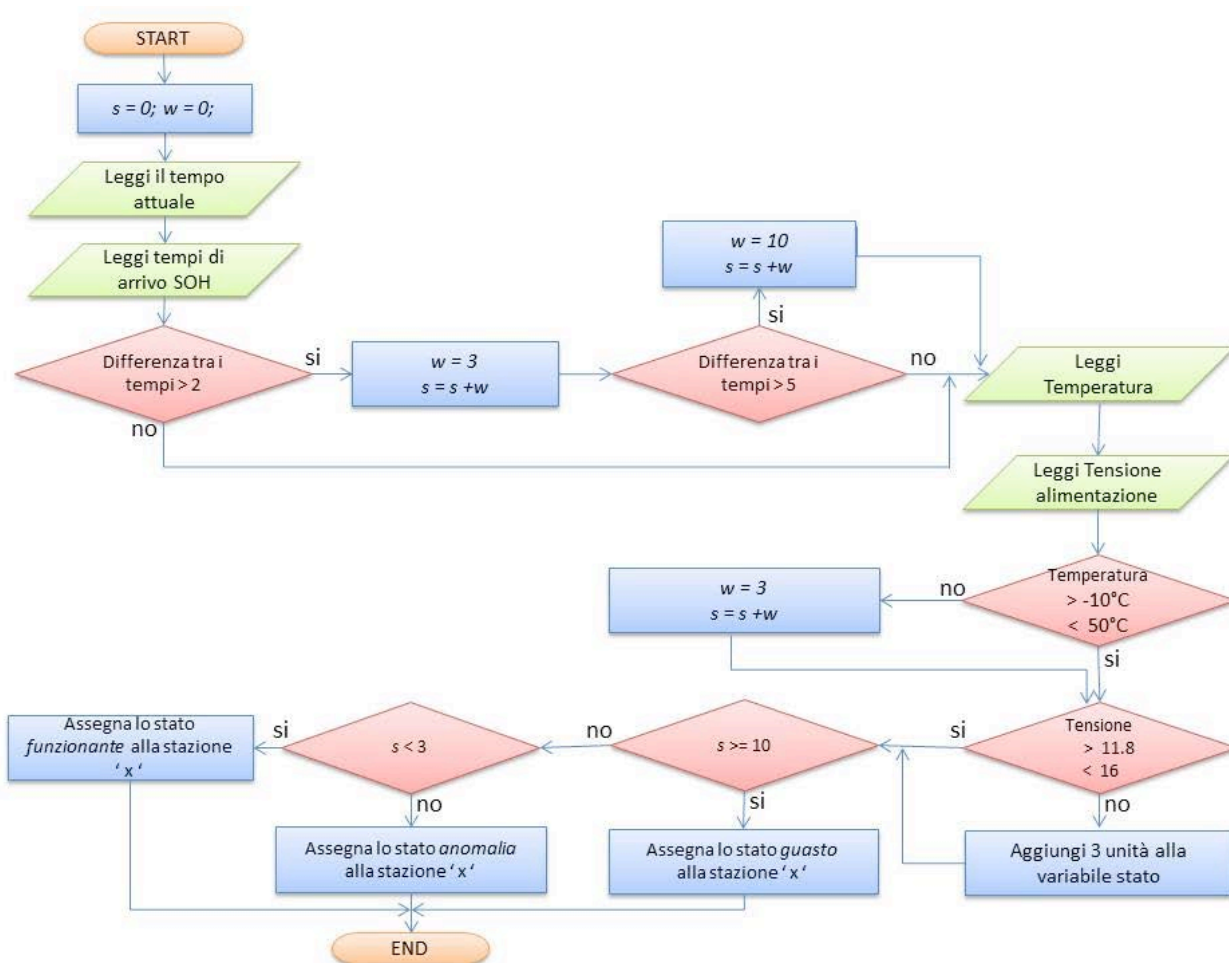 START
s = 0; w = 0;
Leggi il tempo
attuale
Leggi tempi di
arrivo SOH
Differenza tra i
tempi > 2
si
no
w = 3
s = s +w
Differenza tra i
tempi > 5
si
no
w = 10
s = s +w
Leggi
Temperatura
Leggi Tensione
alimentazione
Temperatura
> -10°C
< 50°C
no
si
w = 3
s = s +w
Tensione
> 11.8
< 16
si
no
Aggiungi 3 unità alla
variabile stato
s >= 10
no
si
Assegna lo stato guasto
alla stazione ‘ x ‘
s < 3
si
no
Assegna lo stato anomalia
alla stazione ‘ x ‘
Assegna lo stato
funzionante alla stazione
‘ x ‘
END